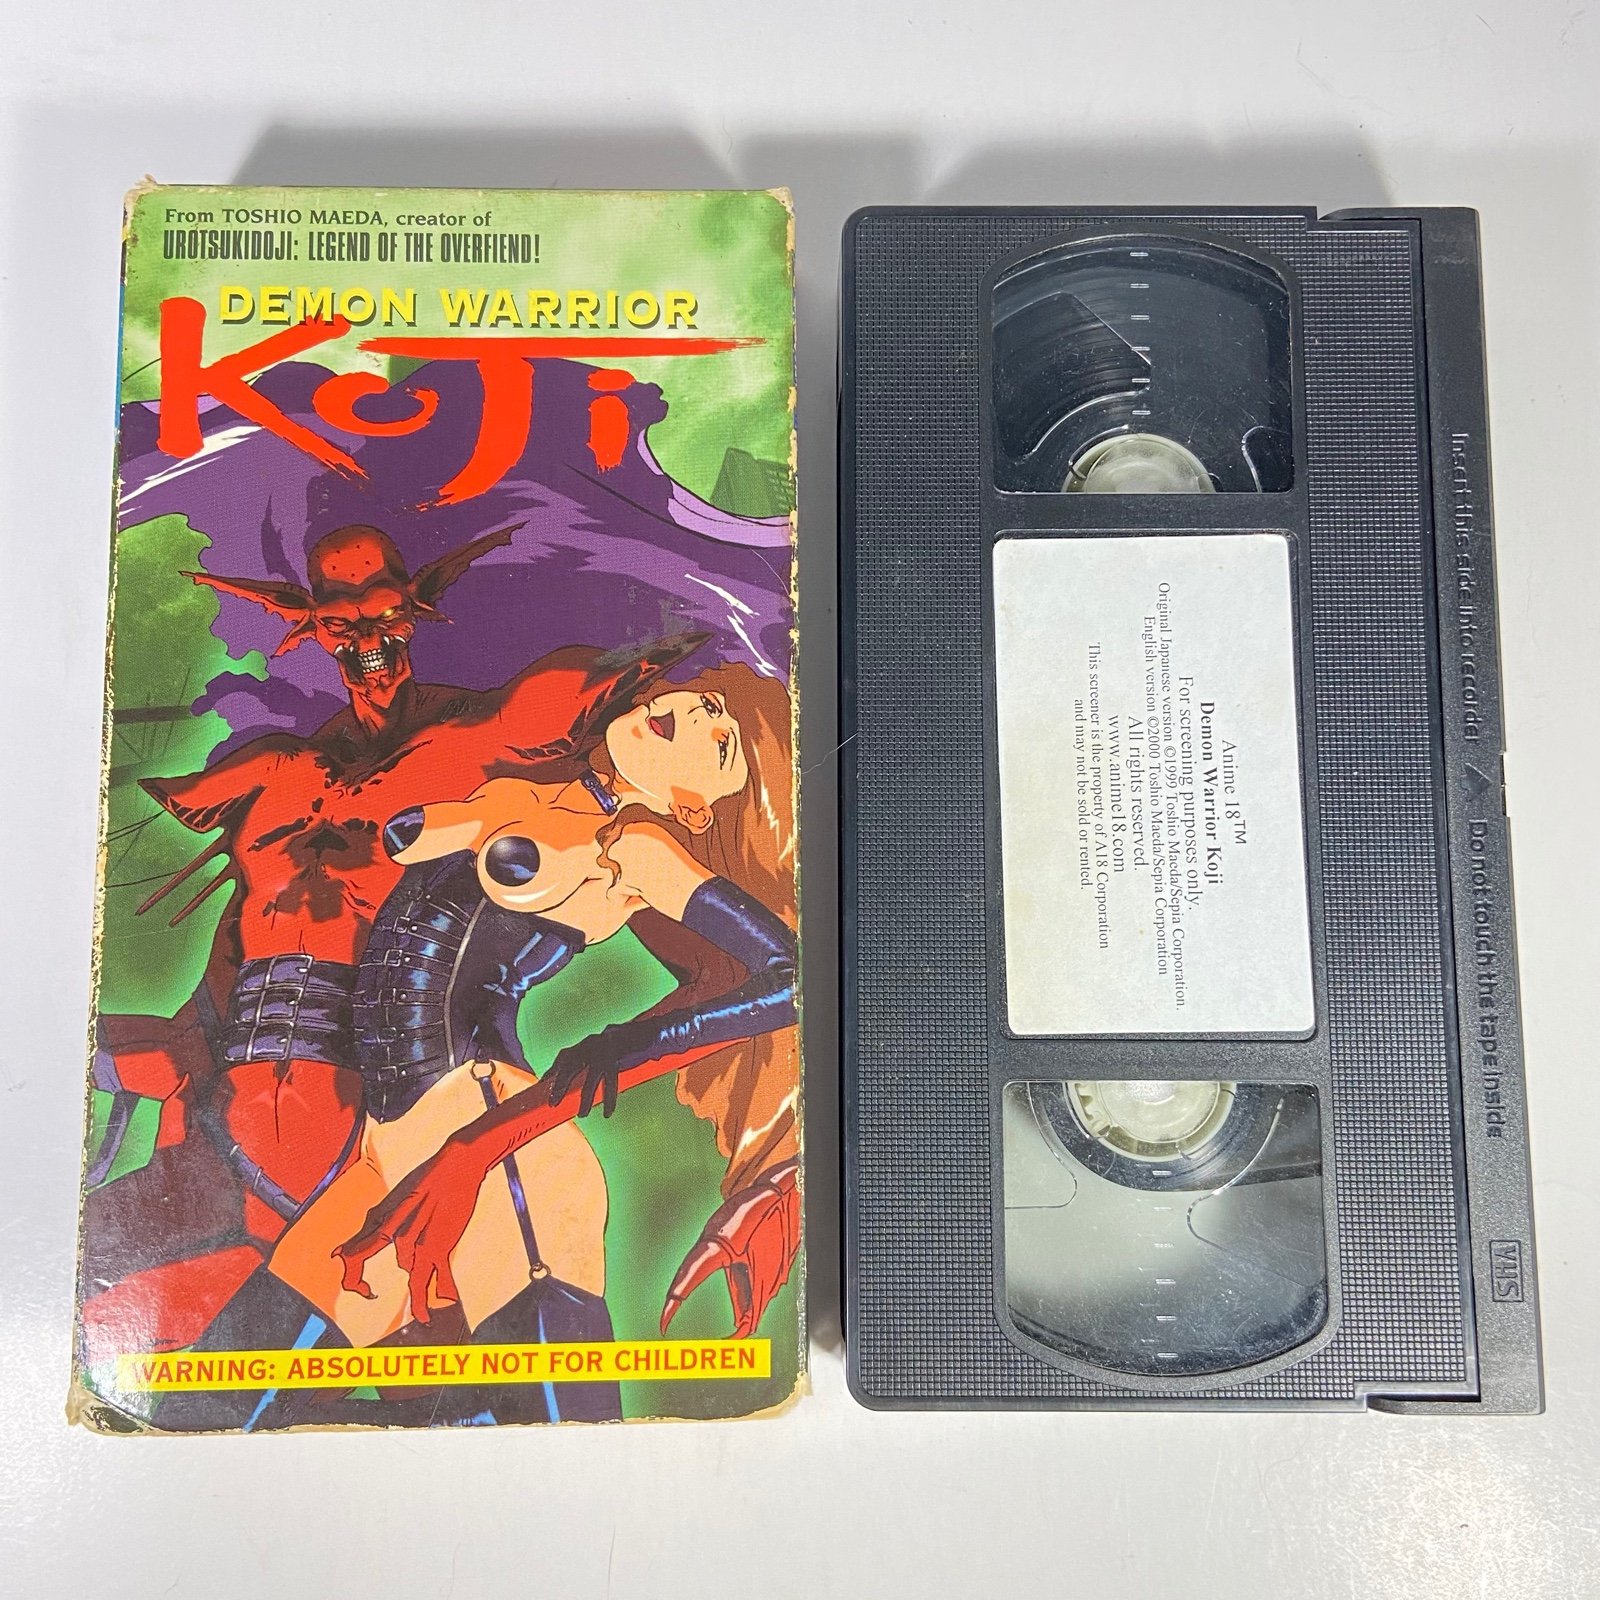 From TOSHIO MAEDA, creator of
UROTSUKIDOJI: LEGEND OF THE OVERFIEND!
DEMON WARRIOR
KOJI
WARNING: ABSOLUTELY NOT FOR CHILDREN
Anime 18™
Demon Warrior Koji
For screening purposes only.
Original Japanese version ©1999 Toshio Maeda/Sepia Corporation.
English version ©2000 Toshio Maeda/Sepia Corporation
All rights reserved.
www.anime18.com
This screener is the property of A18 Corporation
and may not be sold or rented.
Insert this side into recorder
Do not touch the tape inside
VHS